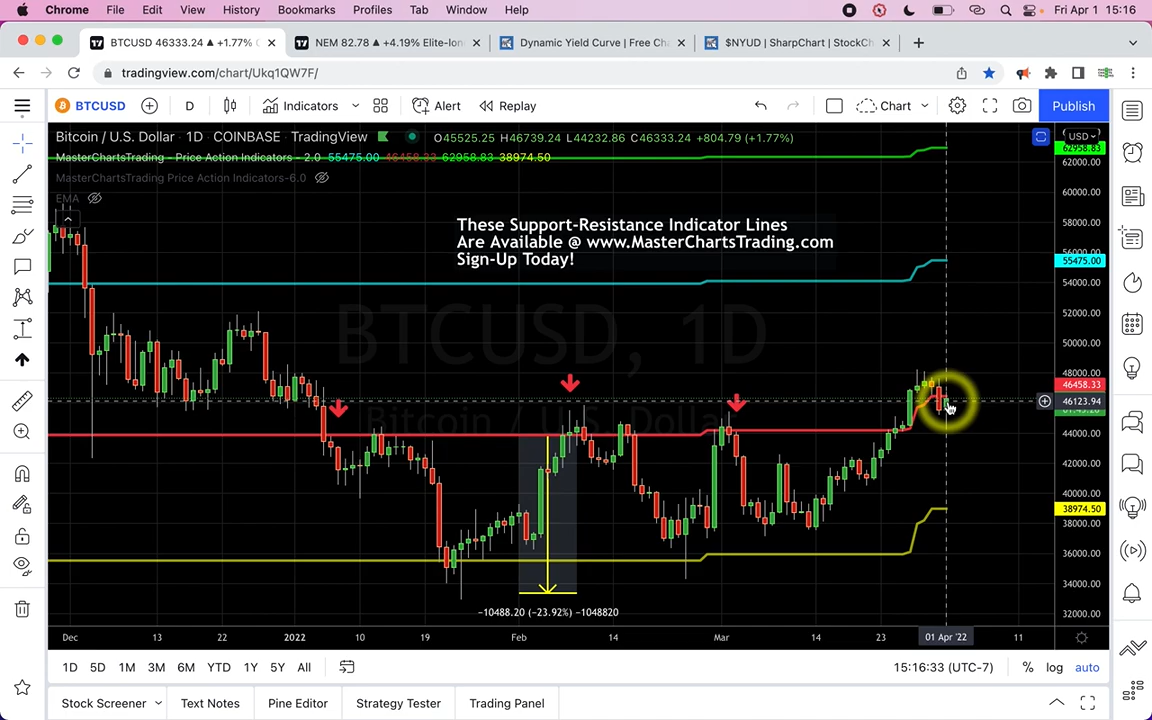 Chrome File Edit View History Bookmarks Profiles Tab Window Help Fri Apr 1 15:16
BTCUSD 46333.24 ▲ +1.77% C NEM 82.78 ▲ +4.19% Elite-Ion Dynamic Yield Curve | Free Cha $NYUD | SharpChart | StockCh
tradingview.com/chart/Ukq1QW7F/
BTCUSD D Indicators Alert Replay Chart Publish
Bitcoin / U.S. Dollar · 1D · COINBASE · TradingView O45525.25 H46739.24 L44232.86 C46333.24 +804.79 (+1.77%) USD
MasterChartsTrading - Price Action Indicators - 2.0 55475.00 46458.33 62958.83 38974.50 62958.83
62000.00
MasterChartsTrading Price Action Indicators-6.0
60000.00
EMA
58000.00
These Support-Resistance Indicator Lines
Are Available @ www.MasterChartsTrading.com
Sign-Up Today!
56000.00
55475.00
54000.00
52000.00
BTCUSD, 1D
50000.00
48000.00
46458.33
46123.94
Bitcoin / U.S. Dollar
44000.00
42000.00
40000.00
38974.50
38000.00
36000.00
34000.00
−10488.20 (−23.92%) −1048820
32000.00
Dec 13 22 2022 10 19 Feb 14 Mar 14 23 01 Apr '22 11
1D 5D 1M 3M 6M YTD 1Y 5Y All 15:16:33 (UTC-7) % log auto
Stock Screener Text Notes Pine Editor Strategy Tester Trading Panel